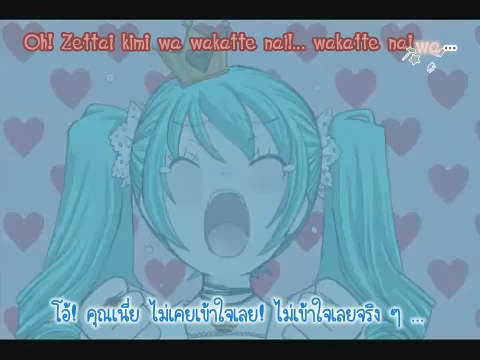 Oh! Zettai kimi wa wakatte nai!... wakatte nai wa...
โอ้! คุณเนี่ย ไม่เคยเข้าใจเลย! ไม่เข้าใจเลยจริง ๆ ...